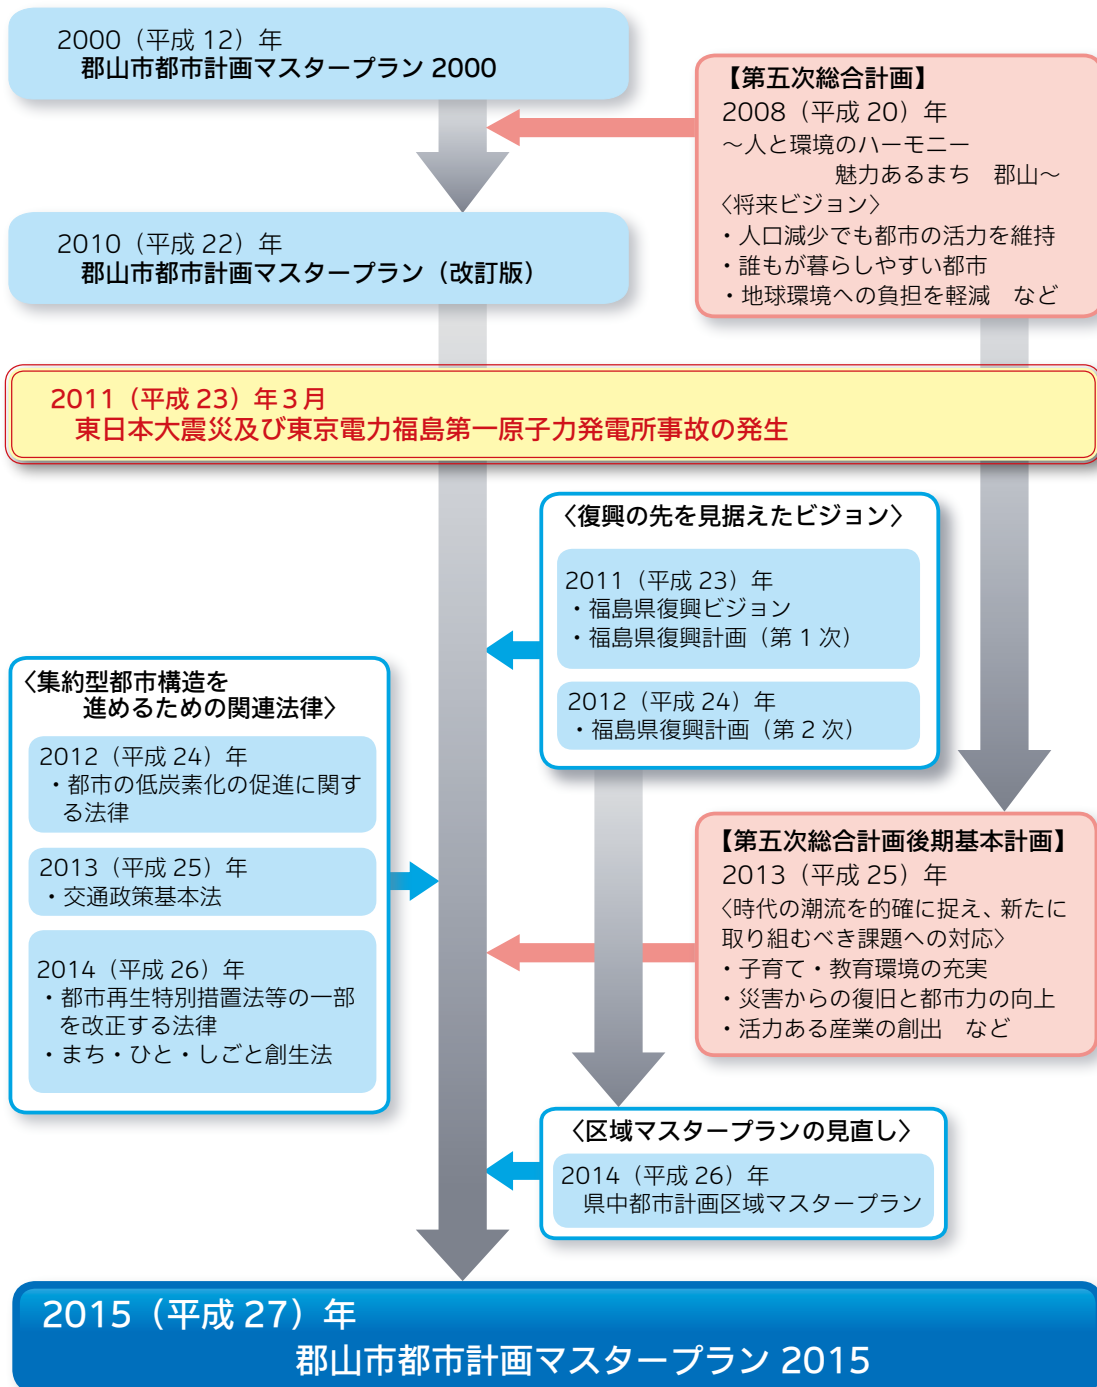 2000（平成 12）年
郡山市都市計画マスタープラン 2000
【第五次総合計画】
2008（平成 20）年
～人と環境のハーモニー
魅力あるまち　郡山～
〈将来ビジョン〉
・人口減少でも都市の活力を維持
・誰もが暮らしやすい都市
・地球環境への負担を軽減　など
2010（平成 22）年
郡山市都市計画マスタープラン（改訂版）
2011（平成 23）年３月
東日本大震災及び東京電力福島第一原子力発電所事故の発生
〈復興の先を見据えたビジョン〉
2011（平成 23）年
・福島県復興ビジョン
・福島県復興計画（第 1 次）
2012（平成 24）年
・福島県復興計画（第 2 次）
〈集約型都市構造を
進めるための関連法律〉
2012（平成 24）年
・都市の低炭素化の促進に関す
る法律
2013（平成 25）年
・交通政策基本法
2014（平成 26）年
・都市再生特別措置法等の一部
を改正する法律
・まち・ひと・しごと創生法
【第五次総合計画後期基本計画】
2013（平成 25）年
〈時代の潮流を的確に捉え、新たに
取り組むべき課題への対応〉
・子育て・教育環境の充実
・災害からの復旧と都市力の向上
・活力ある産業の創出　など
〈区域マスタープランの見直し〉
2014（平成 26）年
県中都市計画区域マスタープラン
2015（平成 27）年
郡山市都市計画マスタープラン 2015